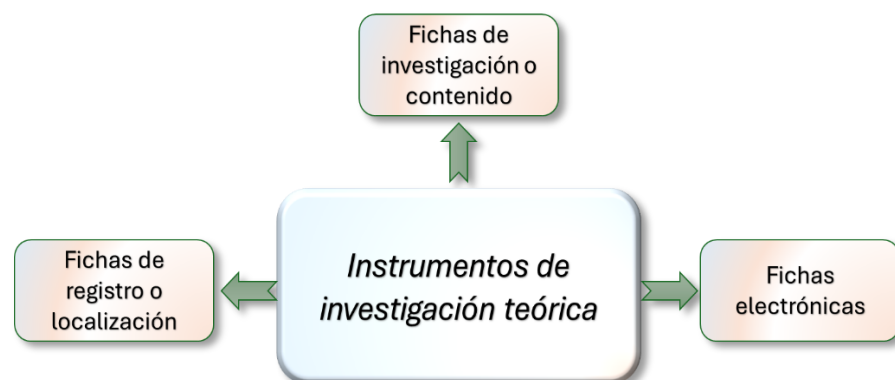 Fichas de
investigación o
contenido
Fichas de
registro o
localización
Instrumentos de
investigación teórica
Fichas
electrónicas